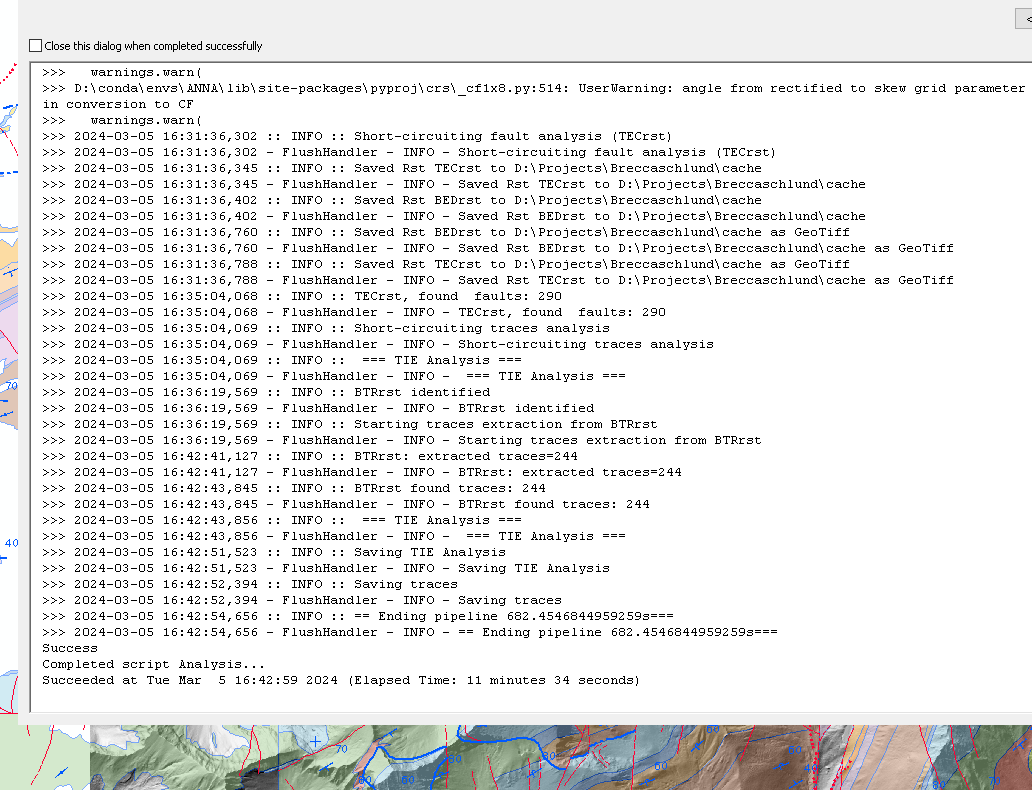 <
Close this dialog when completed successfully
>>>   warnings.warn(
>>> D:\conda\envs\ANNA\lib\site-packages\pyproj\crs\_cf1x8.py:514: UserWarning: angle from rectified to skew grid parameter
in conversion to CF
>>>   warnings.warn(
>>> 2024-03-05 16:31:36,302 :: INFO :: Short-circuiting fault analysis (TECrst)
>>> 2024-03-05 16:31:36,302 - FlushHandler - INFO - Short-circuiting fault analysis (TECrst)
>>> 2024-03-05 16:31:36,345 :: INFO :: Saved Rst TECrst to D:\Projects\Breccaschlund\cache
>>> 2024-03-05 16:31:36,345 - FlushHandler - INFO - Saved Rst TECrst to D:\Projects\Breccaschlund\cache
>>> 2024-03-05 16:31:36,402 :: INFO :: Saved Rst BEDrst to D:\Projects\Breccaschlund\cache
>>> 2024-03-05 16:31:36,402 - FlushHandler - INFO - Saved Rst BEDrst to D:\Projects\Breccaschlund\cache
>>> 2024-03-05 16:31:36,760 :: INFO :: Saved Rst BEDrst to D:\Projects\Breccaschlund\cache as GeoTiff
>>> 2024-03-05 16:31:36,760 - FlushHandler - INFO - Saved Rst BEDrst to D:\Projects\Breccaschlund\cache as GeoTiff
>>> 2024-03-05 16:31:36,788 :: INFO :: Saved Rst TECrst to D:\Projects\Breccaschlund\cache as GeoTiff
>>> 2024-03-05 16:31:36,788 - FlushHandler - INFO - Saved Rst TECrst to D:\Projects\Breccaschlund\cache as GeoTiff
>>> 2024-03-05 16:35:04,068 :: INFO :: TECrst, found  faults: 290
>>> 2024-03-05 16:35:04,068 - FlushHandler - INFO - TECrst, found  faults: 290
>>> 2024-03-05 16:35:04,069 :: INFO :: Short-circuiting traces analysis
>>> 2024-03-05 16:35:04,069 - FlushHandler - INFO - Short-circuiting traces analysis
>>> 2024-03-05 16:35:04,069 :: INFO ::  === TIE Analysis ===
>>> 2024-03-05 16:35:04,069 - FlushHandler - INFO -  === TIE Analysis ===
>>> 2024-03-05 16:36:19,569 :: INFO :: BTRrst identified
>>> 2024-03-05 16:36:19,569 - FlushHandler - INFO - BTRrst identified
>>> 2024-03-05 16:36:19,569 :: INFO :: Starting traces extraction from BTRrst
>>> 2024-03-05 16:36:19,569 - FlushHandler - INFO - Starting traces extraction from BTRrst
>>> 2024-03-05 16:42:41,127 :: INFO :: BTRrst: extracted traces=244
>>> 2024-03-05 16:42:41,127 - FlushHandler - INFO - BTRrst: extracted traces=244
>>> 2024-03-05 16:42:43,845 :: INFO :: BTRrst found traces: 244
>>> 2024-03-05 16:42:43,845 - FlushHandler - INFO - BTRrst found traces: 244
>>> 2024-03-05 16:42:43,856 :: INFO ::  === TIE Analysis ===
>>> 2024-03-05 16:42:43,856 - FlushHandler - INFO -  === TIE Analysis ===
>>> 2024-03-05 16:42:51,523 :: INFO :: Saving TIE Analysis
>>> 2024-03-05 16:42:51,523 - FlushHandler - INFO - Saving TIE Analysis
>>> 2024-03-05 16:42:52,394 :: INFO :: Saving traces
>>> 2024-03-05 16:42:52,394 - FlushHandler - INFO - Saving traces
>>> 2024-03-05 16:42:54,656 :: INFO :: == Ending pipeline 682.4546844959259s===
>>> 2024-03-05 16:42:54,656 - FlushHandler - INFO - == Ending pipeline 682.4546844959259s===
Success
Completed script Analysis...
Succeeded at Tue Mar  5 16:42:59 2024 (Elapsed Time: 11 minutes 34 seconds)
70
40
70
80
60
80
60